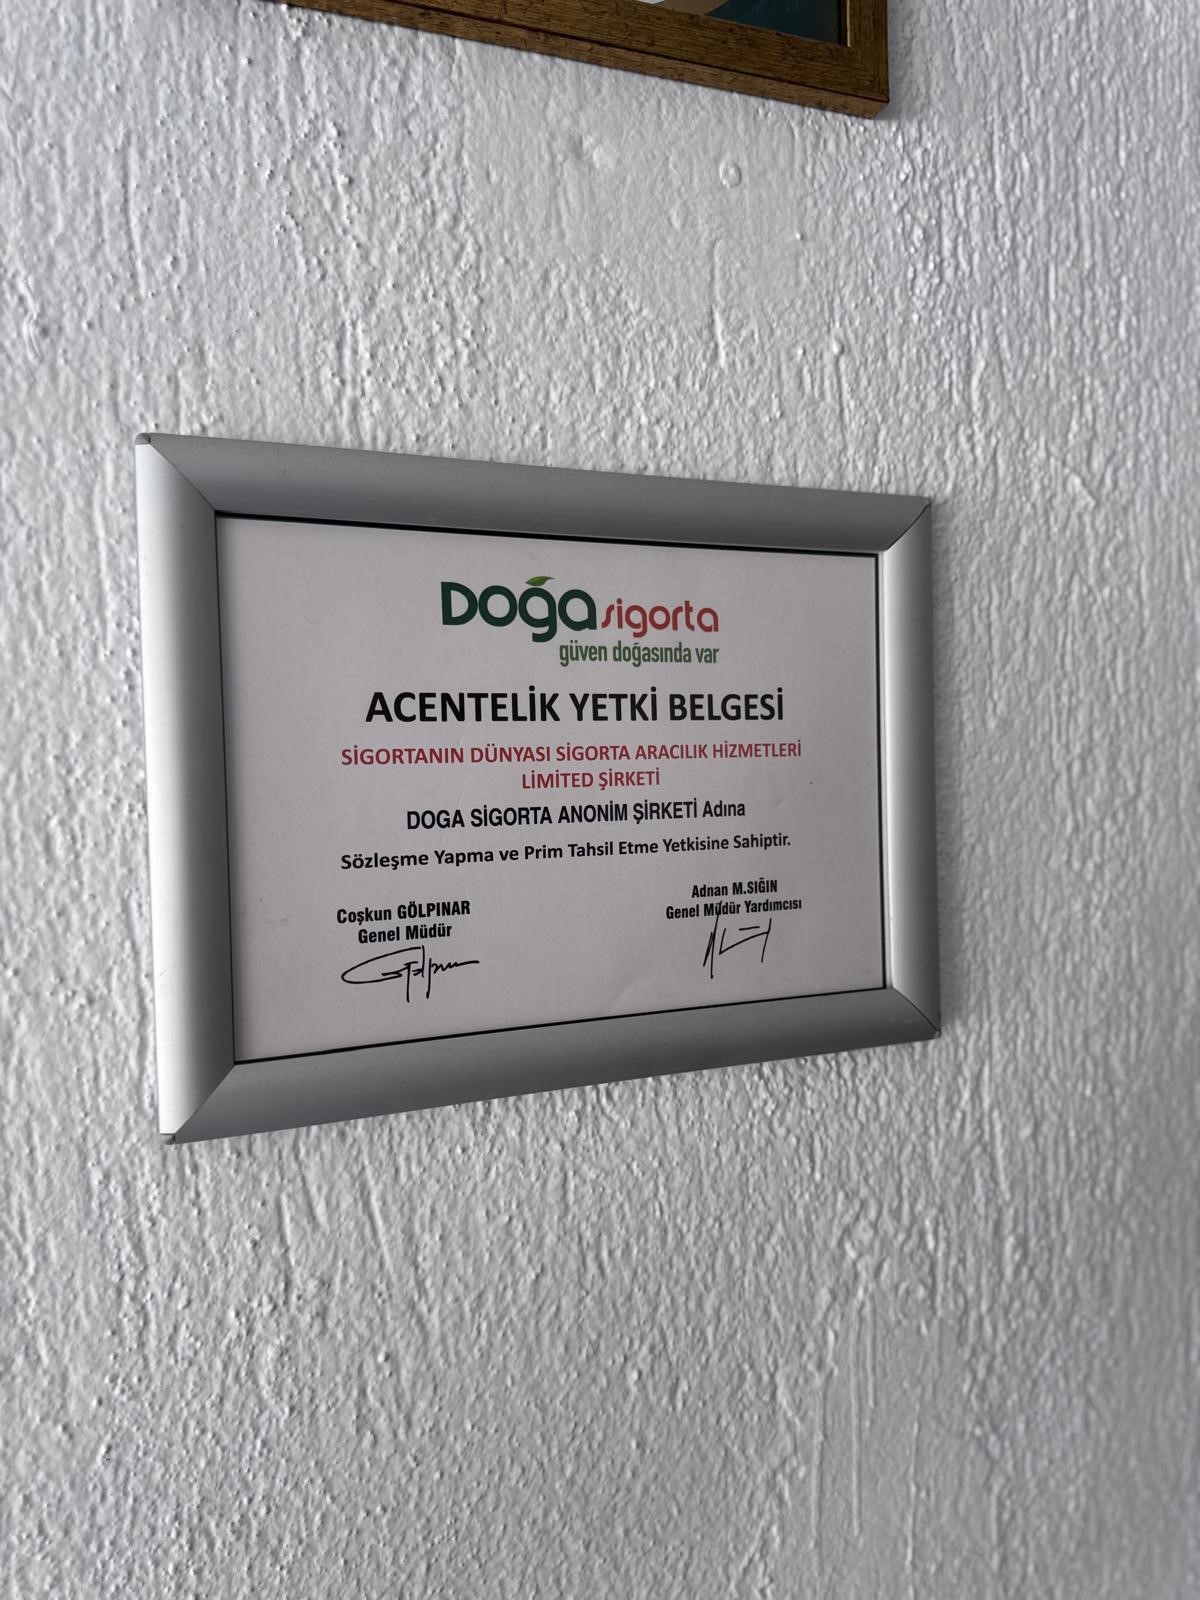 Doğa sigorta
güven doğasında var
ACENTELİK YETKİ BELGESİ
SİGORTANIN DÜNYASI SİGORTA ARACILIK HİZMETLERİ
LİMİTED ŞİRKETİ
DOGA SİGORTA ANONİM ŞİRKETİ Adına
Sözleşme Yapma ve Prim Tahsil Etme Yetkisine Sahiptir.
Coşkun GÖLPINAR
Genel Müdür
Adnan M.SIĞIN
Genel Müdür Yardımcısı